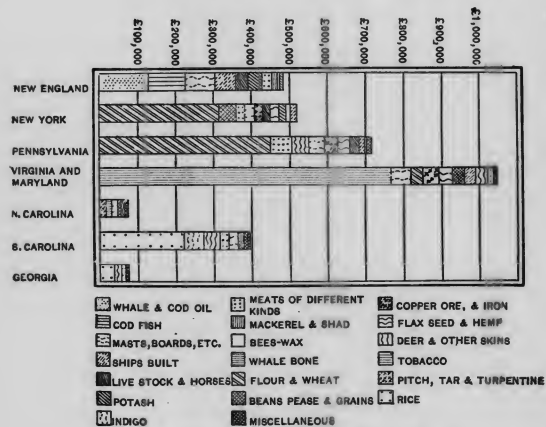 £100,000
£200,000
£300,000
£400,000
£500,000
£600,000
£700,000
£800,000
£900,000
£1,000,000
NEW ENGLAND
NEW YORK
PENNSYLVANIA
VIRGINIA AND
MARYLAND
N. CAROLINA
S. CAROLINA
GEORGIA
WHALE & COD OIL
COD FISH
MASTS, BOARDS, ETC.
SHIPS BUILT
LIVE STOCK & HORSES
POTASH
INDIGO
MEATS OF DIFFERENT
KINDS
MACKEREL & SHAD
BEES-WAX
WHALE BONE
FLOUR & WHEAT
BEANS PEASE & GRAINS
MISCELLANEOUS
COPPER ORE, & IRON
FLAX SEED & HEMP
DEER & OTHER SKINS
TOBACCO
PITCH, TAR & TURPENTINE
RICE